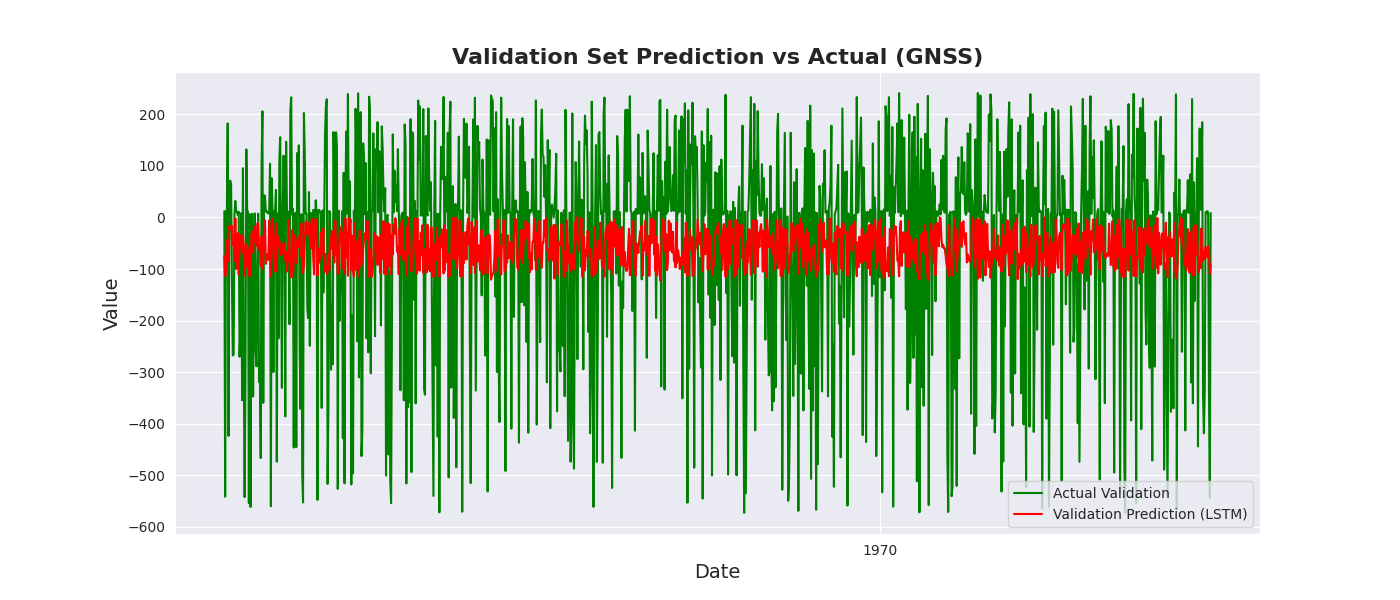 Validation Set Prediction vs Actual (GNSS)
200
100
0
−100
−200
−300
−400
−500
−600
Value
1970
Date
Actual Validation
Validation Prediction (LSTM)